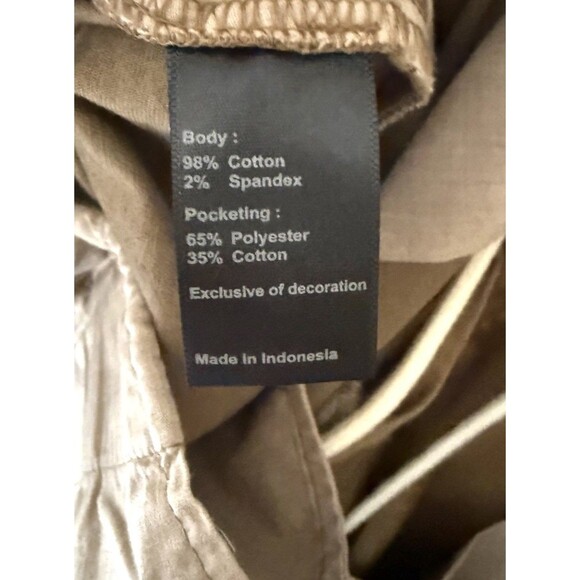 Body :
98% Cotton
2% Spandex
Pocketing :
65% Polyester
35% Cotton
Exclusive of decoration
Made in Indonesia